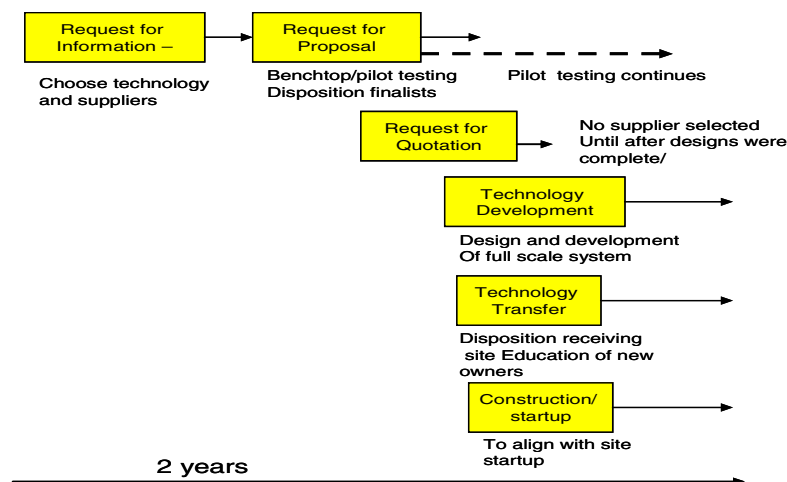 Request for
Information –
Request for
Proposal
Choose technology
and suppliers
Benchtop/pilot testing
Disposition finalists
Pilot testing continues
Request for
Quotation
No supplier selected
Until after designs were
complete/
Technology
Development
Design and development
Of full scale system
Technology
Transfer
Disposition receiving
site Education of new
owners
Construction/
startup
To align with site
startup
2 years